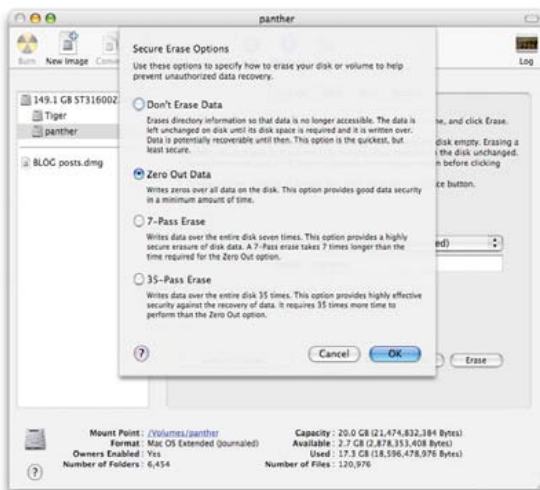 panther
Burn
New Image
Log
149.1 GB ST316002
Tiger
panther
BLOG posts.dmg
Secure Erase Options
Use these options to specify how to erase your disk or volume to help
prevent unauthorized data recovery.
Don't Erase Data
Erases directory information so that data is no longer accessible. The data is
left unchanged on disk until its disk space is required and it is written over.
Data is potentially recoverable until then. This option is the quickest, but
least secure.
Zero Out Data
Writes zeros over all data on the disk. This option provides good data security
in a minimum amount of time.
7-Pass Erase
Writes data over the entire disk seven times. This option provides a highly
secure erasure of disk data. A 7-Pass erase takes 7 times longer than the
time required for the Zero Out option.
35-Pass Erase
Writes data over the entire disk 35 times. This option provides highly effective
security against the recovery of data. It requires 35 times more time to
perform than the Zero Out option.
?
Cancel
OK
, and click Erase.
disk empty. Erasing a
the disk unchanged.
before clicking
button.
ed)
Erase
Mount Point : /Volumes/panther
Format : Mac OS Extended (Journaled)
Owners Enabled : Yes
Number of Folders : 6,454
Capacity : 20.0 GB (21,474,832,384 Bytes)
Available : 2.7 GB (2,878,353,408 Bytes)
Used : 17.3 GB (18,596,478,976 Bytes)
Number of Files : 120,976
?